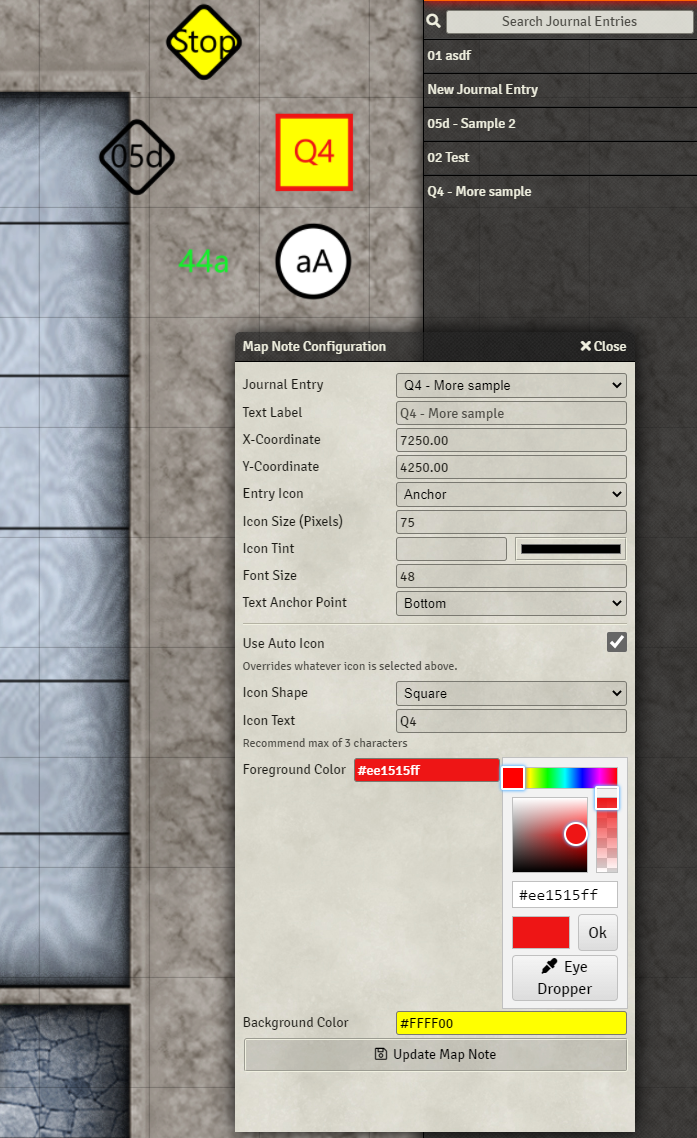 Stop
Search Journal Entries
01 asdf
New Journal Entry
05d - Sample 2
02 Test
Q4 - More sample
05d
Q4
44a
aA
Map Note Configuration
Close
Journal Entry Q4 - More sample
Text Label Q4 - More sample
X-Coordinate 7250.00
Y-Coordinate 4250.00
Entry Icon Anchor
Icon Size (Pixels) 75
Icon Tint
Font Size 48
Text Anchor Point Bottom
Use Auto Icon
Overrides whatever icon is selected above.
Icon Shape Square
Icon Text Q4
Recommend max of 3 characters
Foreground Color #ee1515ff
#ee1515ff
Ok
Eye
Dropper
Background Color #FFFF00
Update Map Note